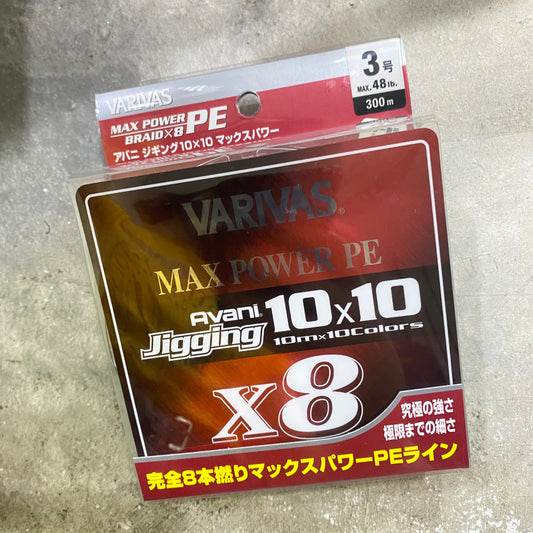 VARIVAS
MAX POWER
BRAID×8 PE
アバニ ジギング10×10 マックスパワー
3号
MAX.48lb.
300m
VARIVAS®
MAX POWER PE
Avani®
Jigging 10x10
10m×10Colors
x8
究極の強さ
極限までの細さ
完全8本撚りマックスパワーPEライン